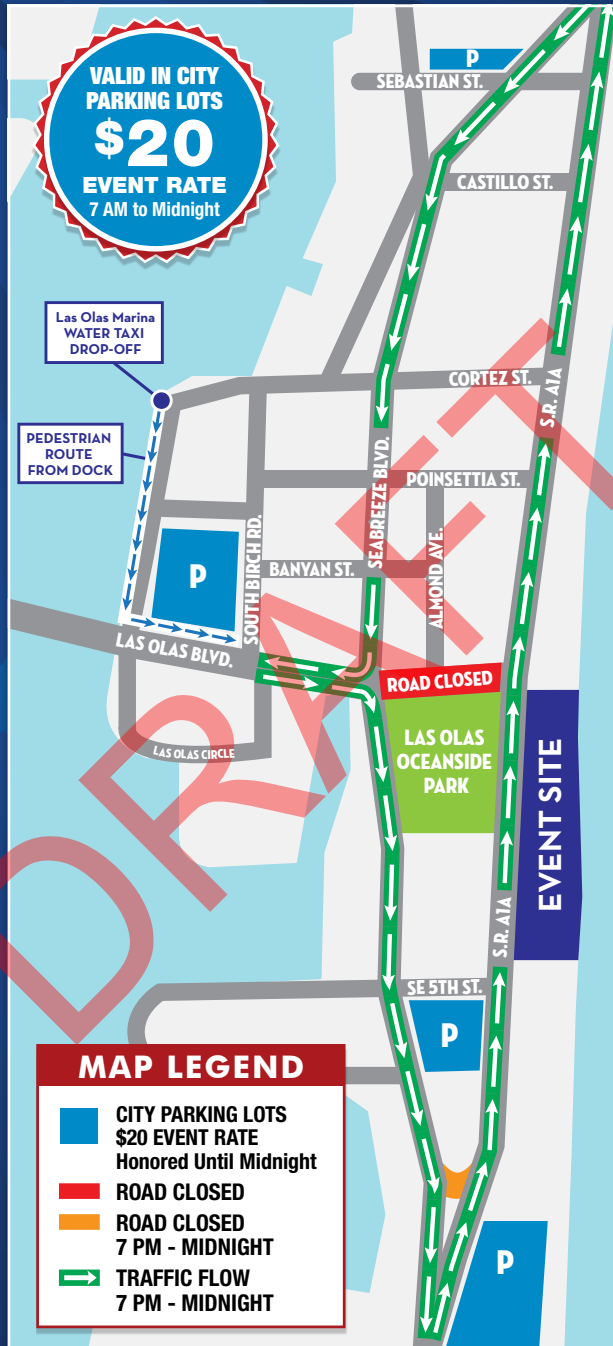 VALID IN CITY
PARKING LOTS
$20
EVENT RATE
7 AM to Midnight
P
SEBASTIAN ST.
CASTILLO ST.
Las Olas Marina
WATER TAXI
DROP-OFF
CORTEZ ST.
S.R. A1A
PEDESTRIAN
ROUTE
FROM DOCK
SEABREEZE BLVD.
POINSETTIA ST.
P
SOUTH BIRCH RD.
BANYAN ST.
ALMOND AVE.
LAS OLAS BLVD.
ROAD CLOSED
LAS OLAS CIRCLE
LAS OLAS
OCEANSIDE
PARK
EVENT SITE
S.R. A1A
SE 5TH ST.
P
P
DRAFT
MAP LEGEND
CITY PARKING LOTS
$20 EVENT RATE
Honored Until Midnight
ROAD CLOSED
ROAD CLOSED
7 PM - MIDNIGHT
TRAFFIC FLOW
7 PM - MIDNIGHT